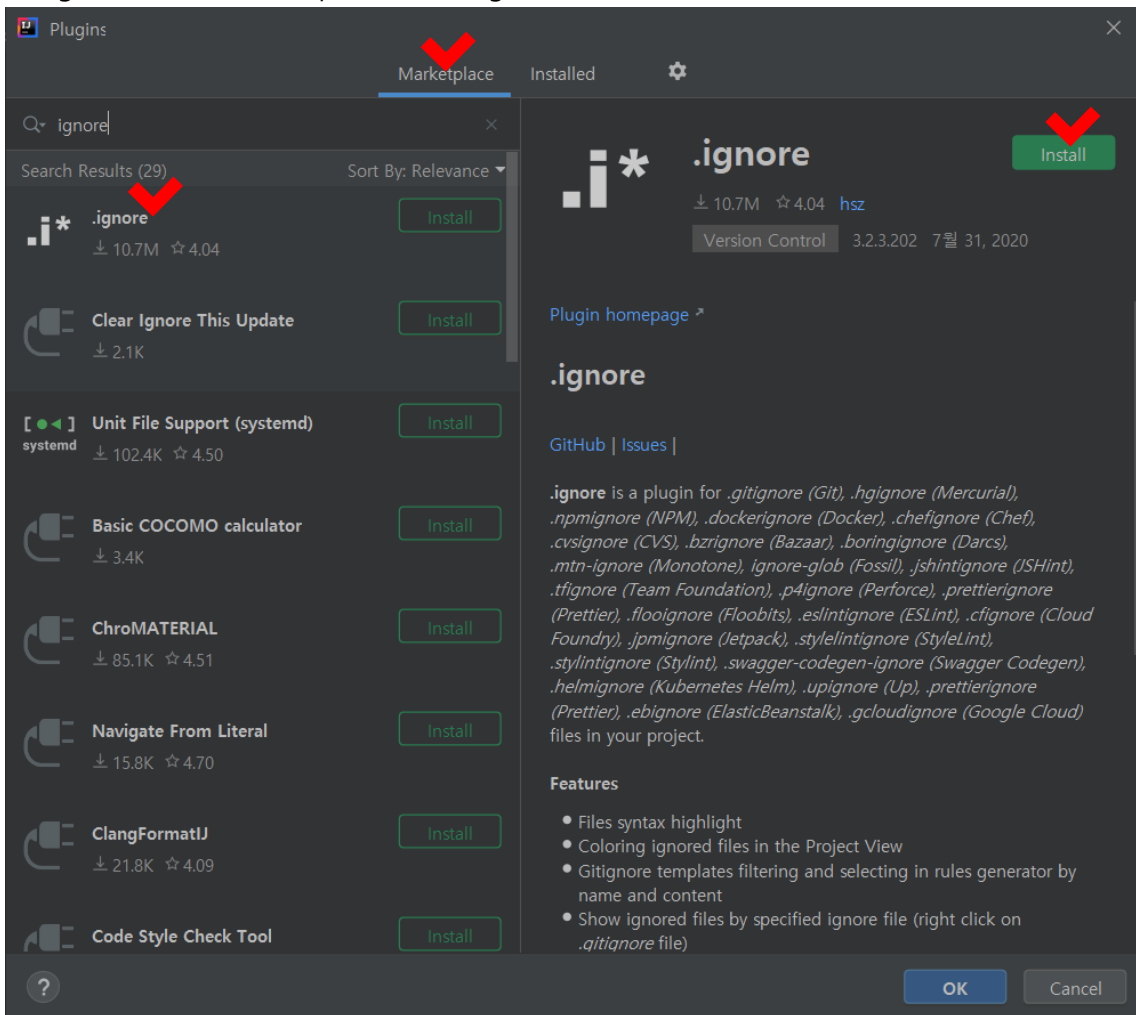 Plugins
Marketplace
Installed
ignore
Search Results (29)
Sort By: Relevance
.i*
.ignore
10.7M 4.04
Install
Clear Ignore This Update
2.1K
Install
systemd
Unit File Support (systemd)
102.4K 4.50
Install
Basic COCOMO calculator
3.4K
Install
ChroMATERIAL
85.1K 4.51
Install
Navigate From Literal
15.8K 4.70
Install
ClangFormatIJ
21.8K 4.09
Install
Code Style Check Tool
Install
.i*
.ignore
Install
10.7M 4.04 hsz
Version Control 3.2.3.202 7월 31, 2020
Plugin homepage
.ignore
GitHub | Issues |
.ignore is a plugin for .gitignore (Git), .hgignore (Mercurial),
.npmignore (NPM), .dockerignore (Docker), .chefignore (Chef),
.cvsignore (CVS), .bzrignore (Bazaar), .boringignore (Darcs),
.mtn-ignore (Monotone), ignore-glob (Fossil), .jshintignore (JSHint),
.tfignore (Team Foundation), .p4ignore (Perforce), .prettierignore
(Prettier), .flooignore (Floobits), .eslintignore (ESLint), .cfignore (Cloud
Foundry), .jpmignore (Jetpack), .stylelintignore (StyleLint),
.stylintignore (Stylint), .swagger-codegen-ignore (Swagger Codegen),
.helmignore (Kubernetes Helm), .upignore (Up), .prettierignore
(Prettier), .ebignore (ElasticBeanstalk), .gcloudignore (Google Cloud)
files in your project.
Features
• Files syntax highlight
• Coloring ignored files in the Project View
• Gitignore templates filtering and selecting in rules generator by
name and content
• Show ignored files by specified ignore file (right click on
.gitignore file)
?
OK
Cancel